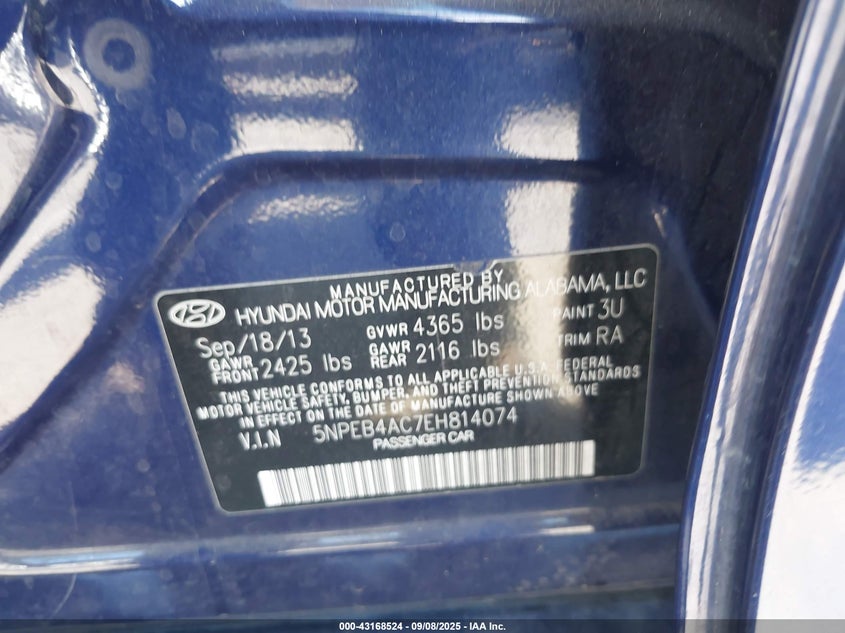 MANUFACTURED BY
HYUNDAI MOTOR MANUFACTURING ALABAMA, LLC
Sep/18/13 GVWR 4365 lbs PAINT 3U
GAWR FRONT 2425 lbs GAWR REAR 2116 lbs TRIM RA
THIS VEHICLE CONFORMS TO ALL APPLICABLE U.S.A. FEDERAL
MOTOR VEHICLE SAFETY, BUMPER, AND THEFT PREVENTION STANDARDS
IN EFFECT ON THE DATE OF MANUFACTURE SHOWN ABOVE.
V.I.N 5NPEB4AC7EH814074
PASSENGER CAR
000-43168524 - 09/08/2025 - IAA Inc.